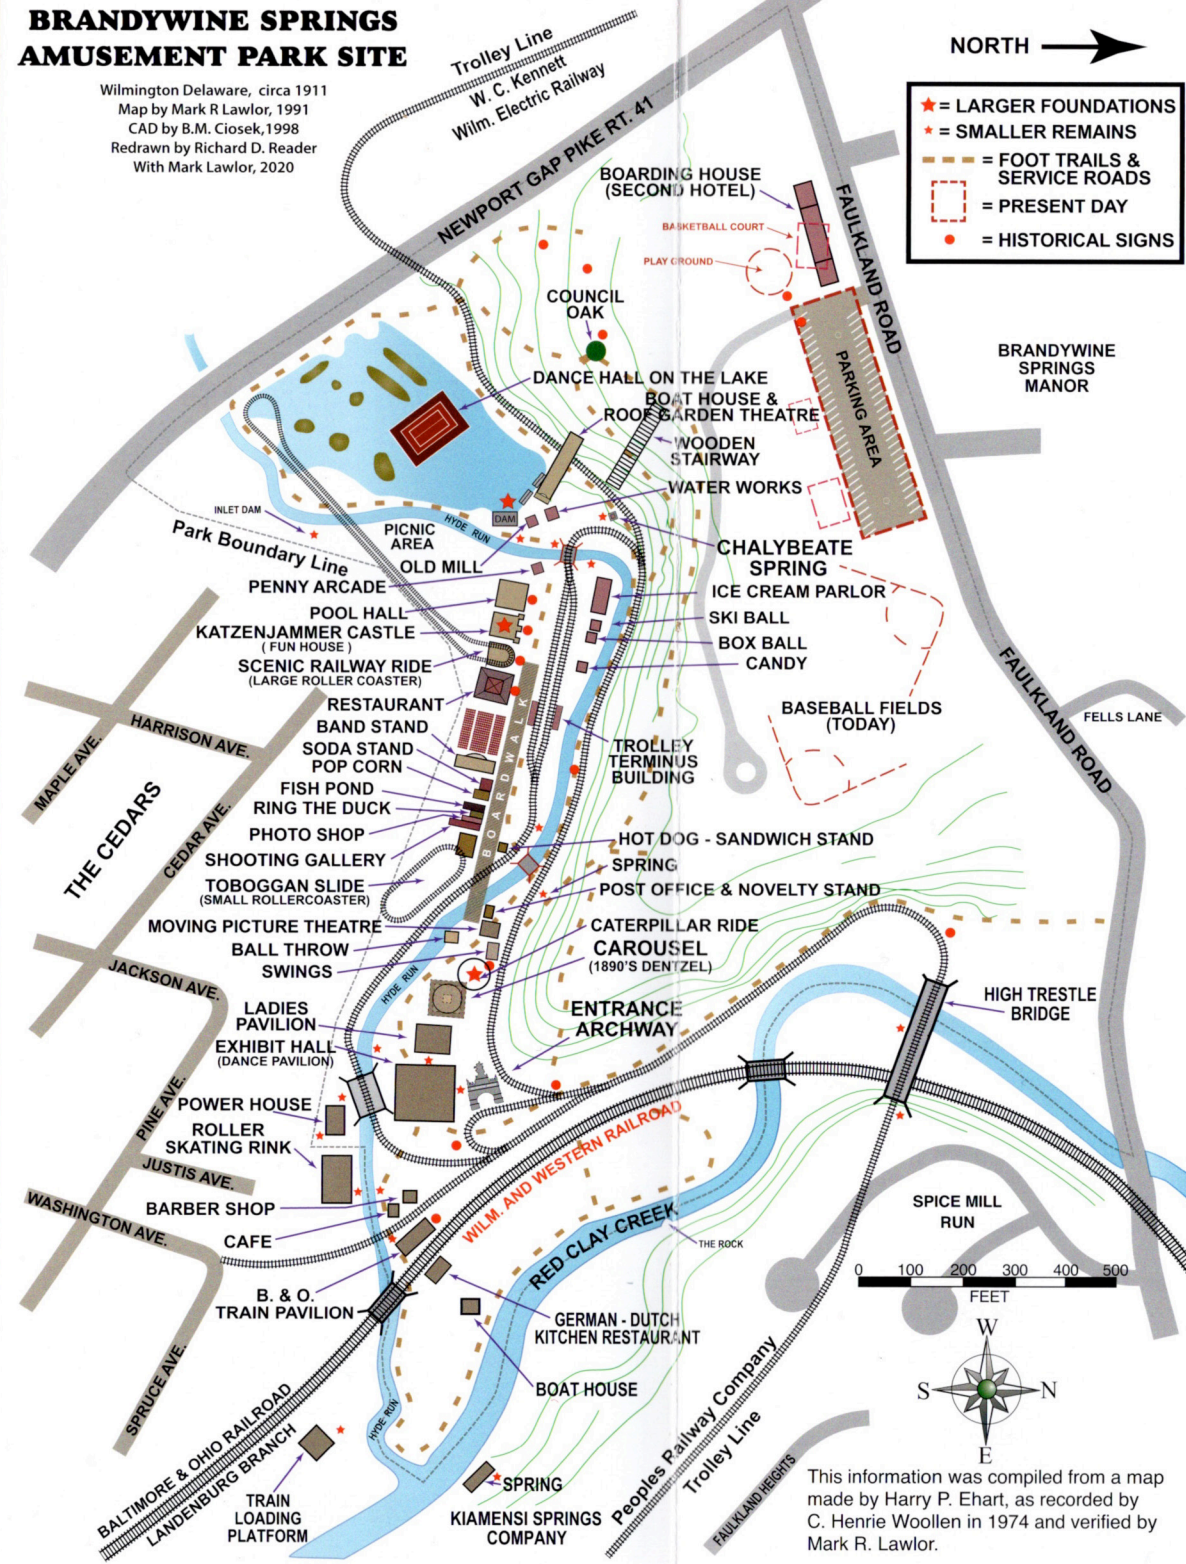 BRANDYWINE SPRINGS
AMUSEMENT PARK SITE
Wilmington Delaware, circa 1911
Map by Mark R Lawlor, 1991
CAD by B.M. Ciosek,1998
Redrawn by Richard D. Reader
With Mark Lawlor, 2020
Trolley Line
W. C. Kennett
Wilm. Electric Railway
NORTH
= LARGER FOUNDATIONS
= SMALLER REMAINS
= FOOT TRAILS &
SERVICE ROADS
= PRESENT DAY
= HISTORICAL SIGNS
NEWPORT GAP PIKE RT. 41
BOARDING HOUSE
(SECOND HOTEL)
BASKETBALL COURT
PLAY GROUND
FAULKLAND ROAD
COUNCIL
OAK
PARKING AREA
BRANDYWINE
SPRINGS
MANOR
DANCE HALL ON THE LAKE
BOAT HOUSE &
ROOF GARDEN THEATRE
WOODEN
STAIRWAY
WATER WORKS
INLET DAM
HYDE RUN
DAM
PICNIC
AREA
Park Boundary Line
OLD MILL
CHALYBEATE
SPRING
PENNY ARCADE
ICE CREAM PARLOR
POOL HALL
SKI BALL
KATZENJAMMER CASTLE
( FUN HOUSE )
BOX BALL
SCENIC RAILWAY RIDE
(LARGE ROLLER COASTER)
CANDY
RESTAURANT
BASEBALL FIELDS
(TODAY)
FAULKLAND ROAD
FELLS LANE
BAND STAND
BOARDWALK
TROLLEY
TERMINUS
BUILDING
SODA STAND
POP CORN
FISH POND
RING THE DUCK
PHOTO SHOP
SHOOTING GALLERY
HARRISON AVE.
MAPLE AVE.
THE CEDARS
CEDAR AVE.
HOT DOG - SANDWICH STAND
SPRING
TOBOGGAN SLIDE
(SMALL ROLLERCOASTER)
POST OFFICE & NOVELTY STAND
MOVING PICTURE THEATRE
CATERPILLAR RIDE
BALL THROW
CAROUSEL
(1890'S DENTZEL)
SWINGS
HYDE RUN
JACKSON AVE.
LADIES
PAVILION
ENTRANCE
ARCHWAY
HIGH TRESTLE
BRIDGE
EXHIBIT HALL
(DANCE PAVILION)
PINE AVE.
POWER HOUSE
ROLLER
SKATING RINK
WILM. AND WESTERN RAILROAD
JUSTIS AVE.
WASHINGTON AVE.
BARBER SHOP
CAFE
RED CLAY CREEK
THE ROCK
SPICE MILL
RUN
B. & O.
TRAIN PAVILION
GERMAN - DUTCH
KITCHEN RESTAURANT
0 100 200 300 400 500
FEET
BOAT HOUSE
SPRUCE AVE.
HYDE RUN
W
S
N
E
BALTIMORE & OHIO RAILROAD
LANDENBURG BRANCH
TRAIN
LOADING
PLATFORM
SPRING
KIAMENSI SPRINGS
COMPANY
Peoples Railway Company
Trolley Line
FAULKLAND HEIGHTS
This information was compiled from a map
made by Harry P. Ehart, as recorded by
C. Henrie Woollen in 1974 and verified by
Mark R. Lawlor.